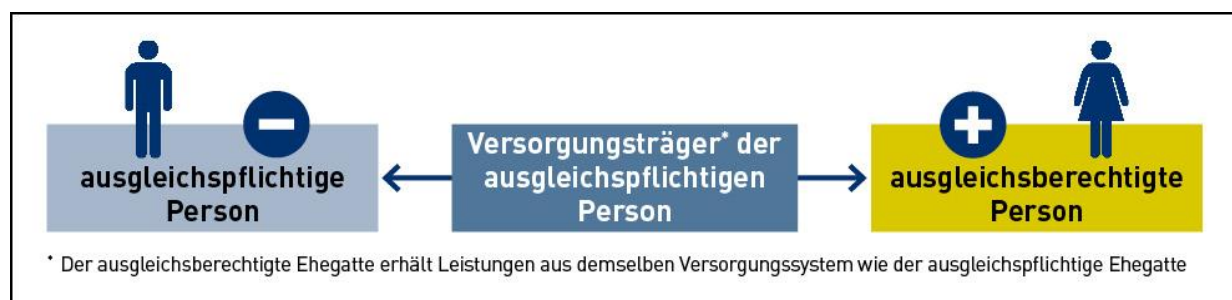 ausgleichspflichtige
Person
Versorgungsträger* der
ausgleichspflichtigen
Person
ausgleichsberechtigte
Person
* Der ausgleichsberechtigte Ehegatte erhält Leistungen aus demselben Versorgungssystem wie der ausgleichspflichtige Ehegatte